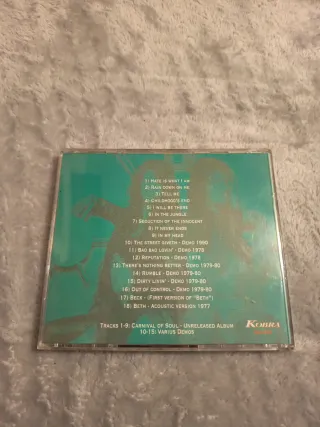 1) Hate is what I am
2) Rain down on me
3) Tell me
4) Childhood's end
5) I will be there
6) In the jungle
7) Seduction of the innocent
8) It never goes
9) In my head
10) The street giveth - Demo 1980
11) Bad bad lovin' - Demo 1978
12) Reputation - Demo 1978
13) There's nothing better - Demo 1979-80
14) Rumble - Demo 1979-80
15) Dirty livin' - Demo 1979-80
16) Out of control - Demo 1979-80
17) Beck - (First version of "Beth")
18) Beth - Acoustic version 1977
Tracks 1-9: Carnival of Soul - Unreleased Album
10-15: Varius Demos
Kobra